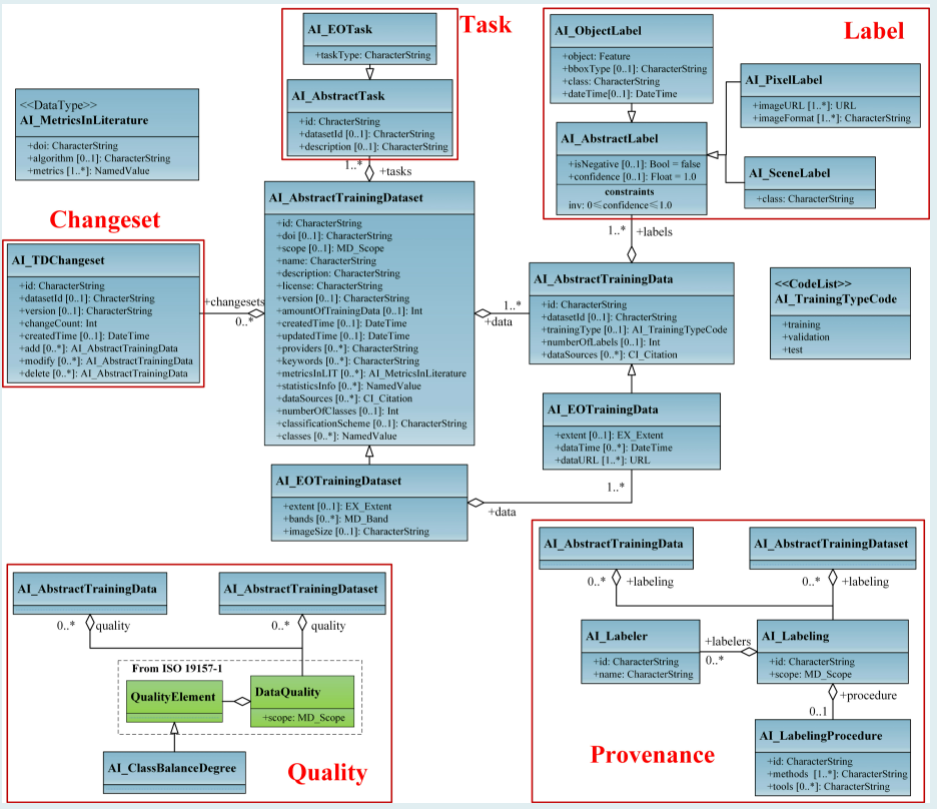 AI_EOTask
+taskType: CharacterString
Task
AI_AbstractTask
+id: ChracterString
+datasetId [0..1]: ChracterString
+description [0..1]: ChracterString
1..*
+tasks
AI_ObjectLabel
+object: Feature
+bboxType [0..1]: CharacterString
+class: CharacterString
+dateTime[0..1]: DateTime
Label
AI_PixelLabel
+imageURL [1..*]: URL
+imageFormat [1..*]: CharacterString
AI_AbstractLabel
+isNegative [0..1]: Bool = false
+confidence [0..1]: Float = 1.0
constraints
inv: 0≤confidence≤1.0
AI_SceneLabel
+class: CharacterString
1..*
+labels
<<DataType>>
AI_MetricsInLiterature
+doi: CharacterString
+algorithm [0..1]: CharacterString
+metrics [1..*]: NamedValue
Changeset
AI_TDChangeset
+id: CharacterString
+datasetId [0..1]: ChracterString
+version [0..1]: CharacterString
+changeCount: Int
+createdTime [0..1]: DateTime
+add [0..*]: AI_AbstractTrainingData
+modify [0..*]: AI_AbstractTrainingData
+delete [0..*]: AI_AbstractTrainingData
+changesets
0..*
AI_AbstractTrainingDataset
+id: CharacterString
+doi [0..1]: CharacterString
+scope [0..1]: MD_Scope
+name: CharacterString
+description: CharacterString
+license: CharacterString
+version [0..1]: CharacterString
+amountOfTrainingData [0..1]: Int
+createdTime [0..1]: DateTime
+updatedTime [0..1]: DateTime
+providers [0..*]: CharacterString
+keywords [0..*]: CharacterString
+metricsInLIT [0..*]: AI_MetricsInLiterature
+statisticsInfo [0..*]: NamedValue
+dataSources [0..*]: CI_Citation
+numberOfClasses [0..1]: Int
+classificationScheme [0..1]: CharacterString
+classes [0..*]: NamedValue
1..*
+data
AI_AbstractTrainingData
+id: CharacterString
+datasetId [0..1]: ChracterString
+trainingType [0..1]: AI_TrainingTypeCode
+numberOfLabels [0..1]: Int
+dataSources [0..*]: CI_Citation
<<CodeList>>
AI_TrainingTypeCode
+training
+validation
+test
AI_EOTrainingData
+extent [0..1]: EX_Extent
+dataTime [0..*]: DateTime
+dataURL [1..*]: URL
1..*
+data
AI_EOTrainingDataset
+extent [0..1]: EX_Extent
+bands [0..*]: MD_Band
+imageSize [0..1]: CharacterString
AI_AbstractTrainingData
AI_AbstractTrainingDataset
0..*
quality
0..*
quality
From ISO 19157-1
QualityElement
DataQuality
+scope: MD_Scope
AI_ClassBalanceDegree
Quality
AI_AbstractTrainingData
AI_AbstractTrainingDataset
0..*
+labeling
0..*
+labeling
AI_Labeler
+id: CharacterString
+name: CharacterString
+labelers
0..*
AI_Labeling
+id: CharacterString
+scope: MD_Scope
+procedure
0..1
AI_LabelingProcedure
+id: CharacterString
+methods [1..*]: CharacterString
+tools [0..*]: CharacterString
Provenance